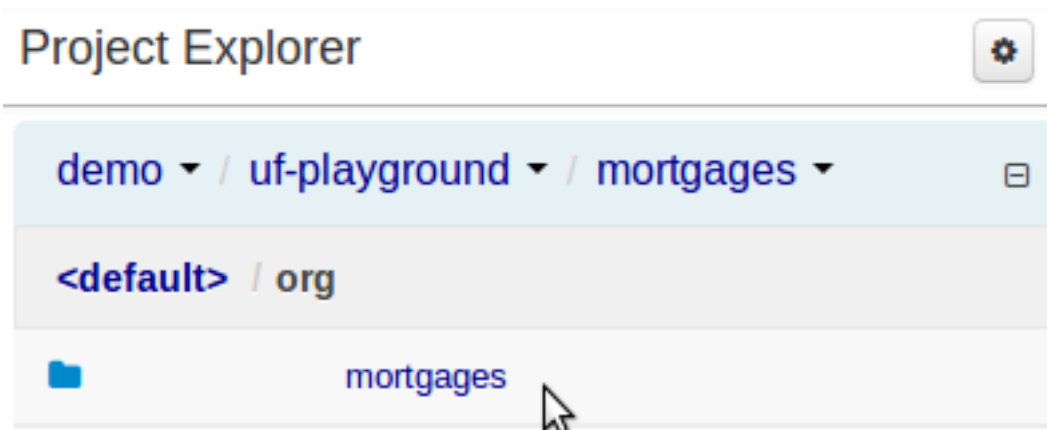 Project Explorer
demo / uf-playground / mortgages
<default> / org
mortgages